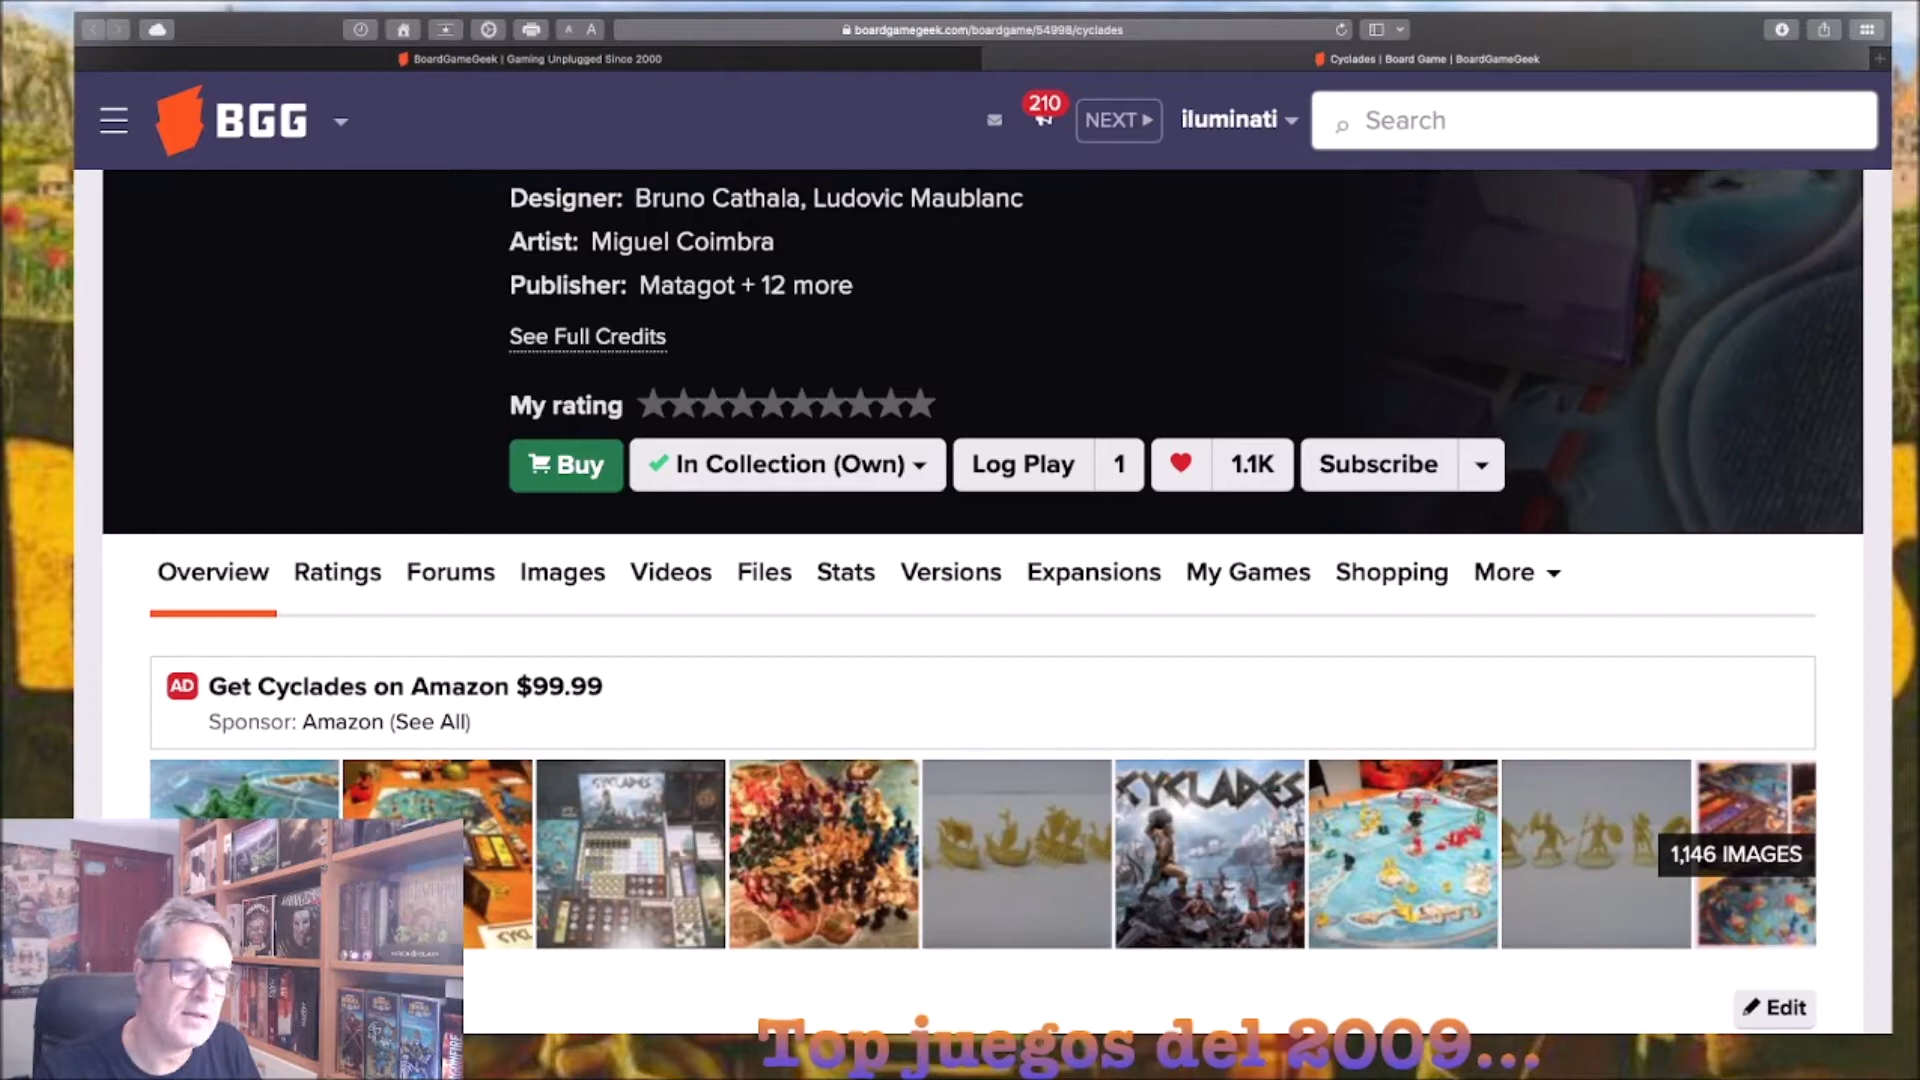 boardgamegeek.com/boardgame/54998/cyclades
BoardGameGeek | Gaming Unplugged Since 2000
Cyclades | Board Game | BoardGameGeek
BGG
210
NEXT
iluminati
Search
Designer: Bruno Cathala, Ludovic Maublanc
Artist: Miguel Coimbra
Publisher: Matagot + 12 more
See Full Credits
My rating
Buy
In Collection (Own)
Log Play 1
1.1K
Subscribe
Overview Ratings Forums Images Videos Files Stats Versions Expansions My Games Shopping More
AD Get Cyclades on Amazon $99.99
Sponsor: Amazon (See All)
CYCLADES
CYCLADES
1,146 IMAGES
Edit
Top juegos del 2009...